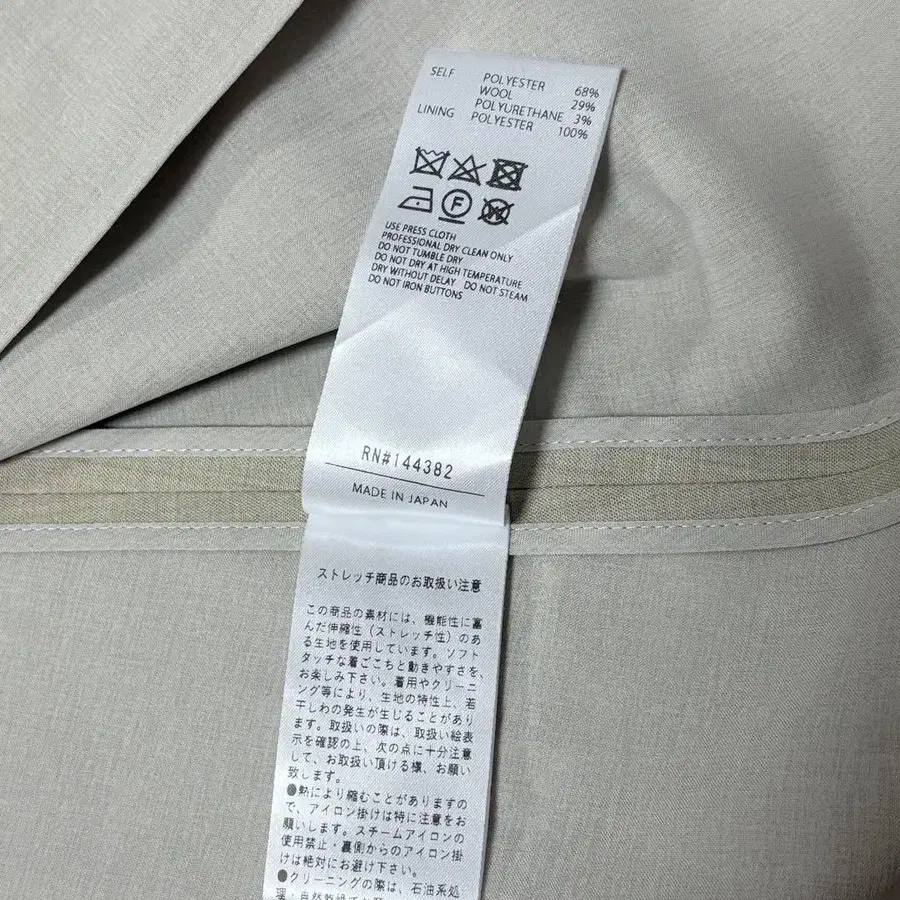 SELF POLYESTER 68%
WOOL 29%
POLYURETHANE 3%
LINING POLYESTER 100%
F
W
USE PRESS CLOTH
PROFESSIONAL DRY CLEAN ONLY
DO NOT TUMBLE DRY
DO NOT DRY AT HIGH TEMPERATURE
DRY WITHOUT DELAY DO NOT STEAM
DO NOT IRON BUTTONS
RN#144382
MADE IN JAPAN
ストレッチ商品のお取扱い注意
この商品の素材には、機能性に富
んだ伸縮性（ストレッチ性）のあ
る生地を使用しています。ソフト
タッチな着ごこちと動きやすさを、
お楽しみ下さい。着用やクリーニ
ング等により、生地の特性上、若
干しわの発生が生じることがあり
ます。取扱いの際は、取扱い絵表
示を確認の上、次の点に十分注意
して、お取扱い頂ける様、お願い
致します。
●熱により縮むことがありますの
で、アイロン掛けは特に注意をお
願いします。スチームアイロンの
使用禁止・裏側からのアイロン掛
けは絶対にお避け下さい。
●クリーニングの際は、石油系処